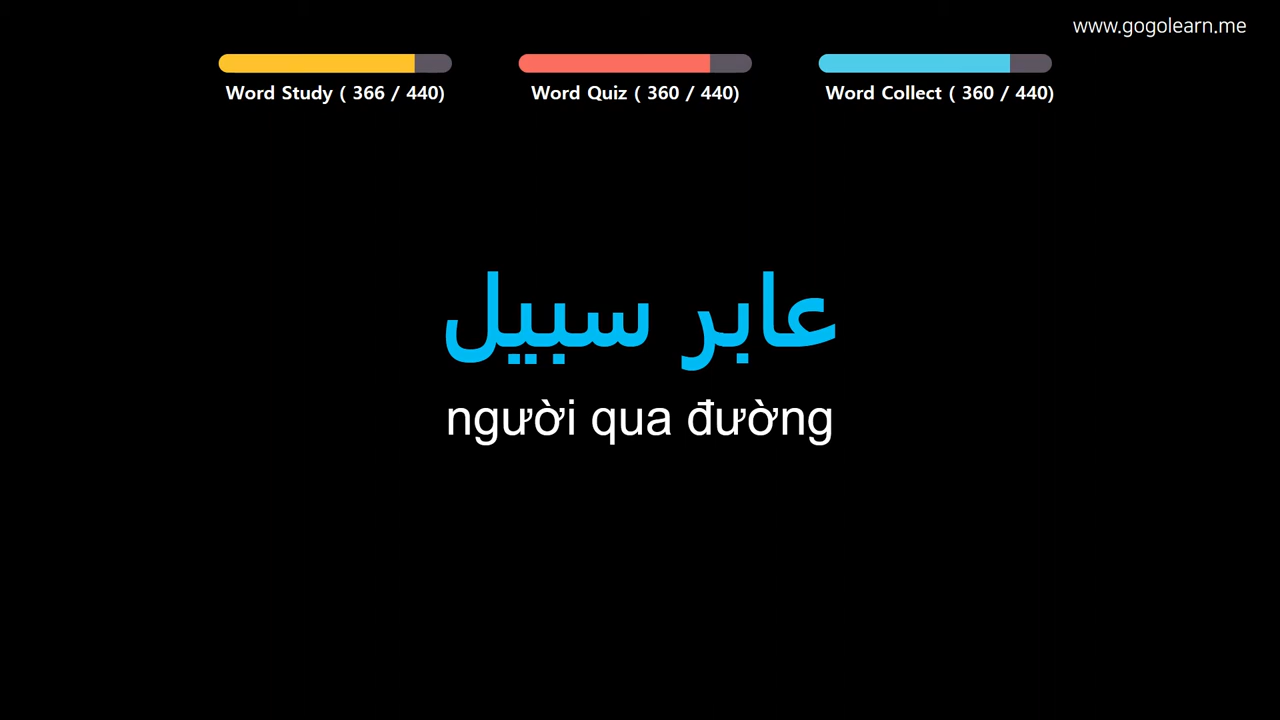 www.gogolearn.me
Word Study ( 366 / 440)
Word Quiz ( 360 / 440)
Word Collect ( 360 / 440)
عابر سبيل
người qua đường